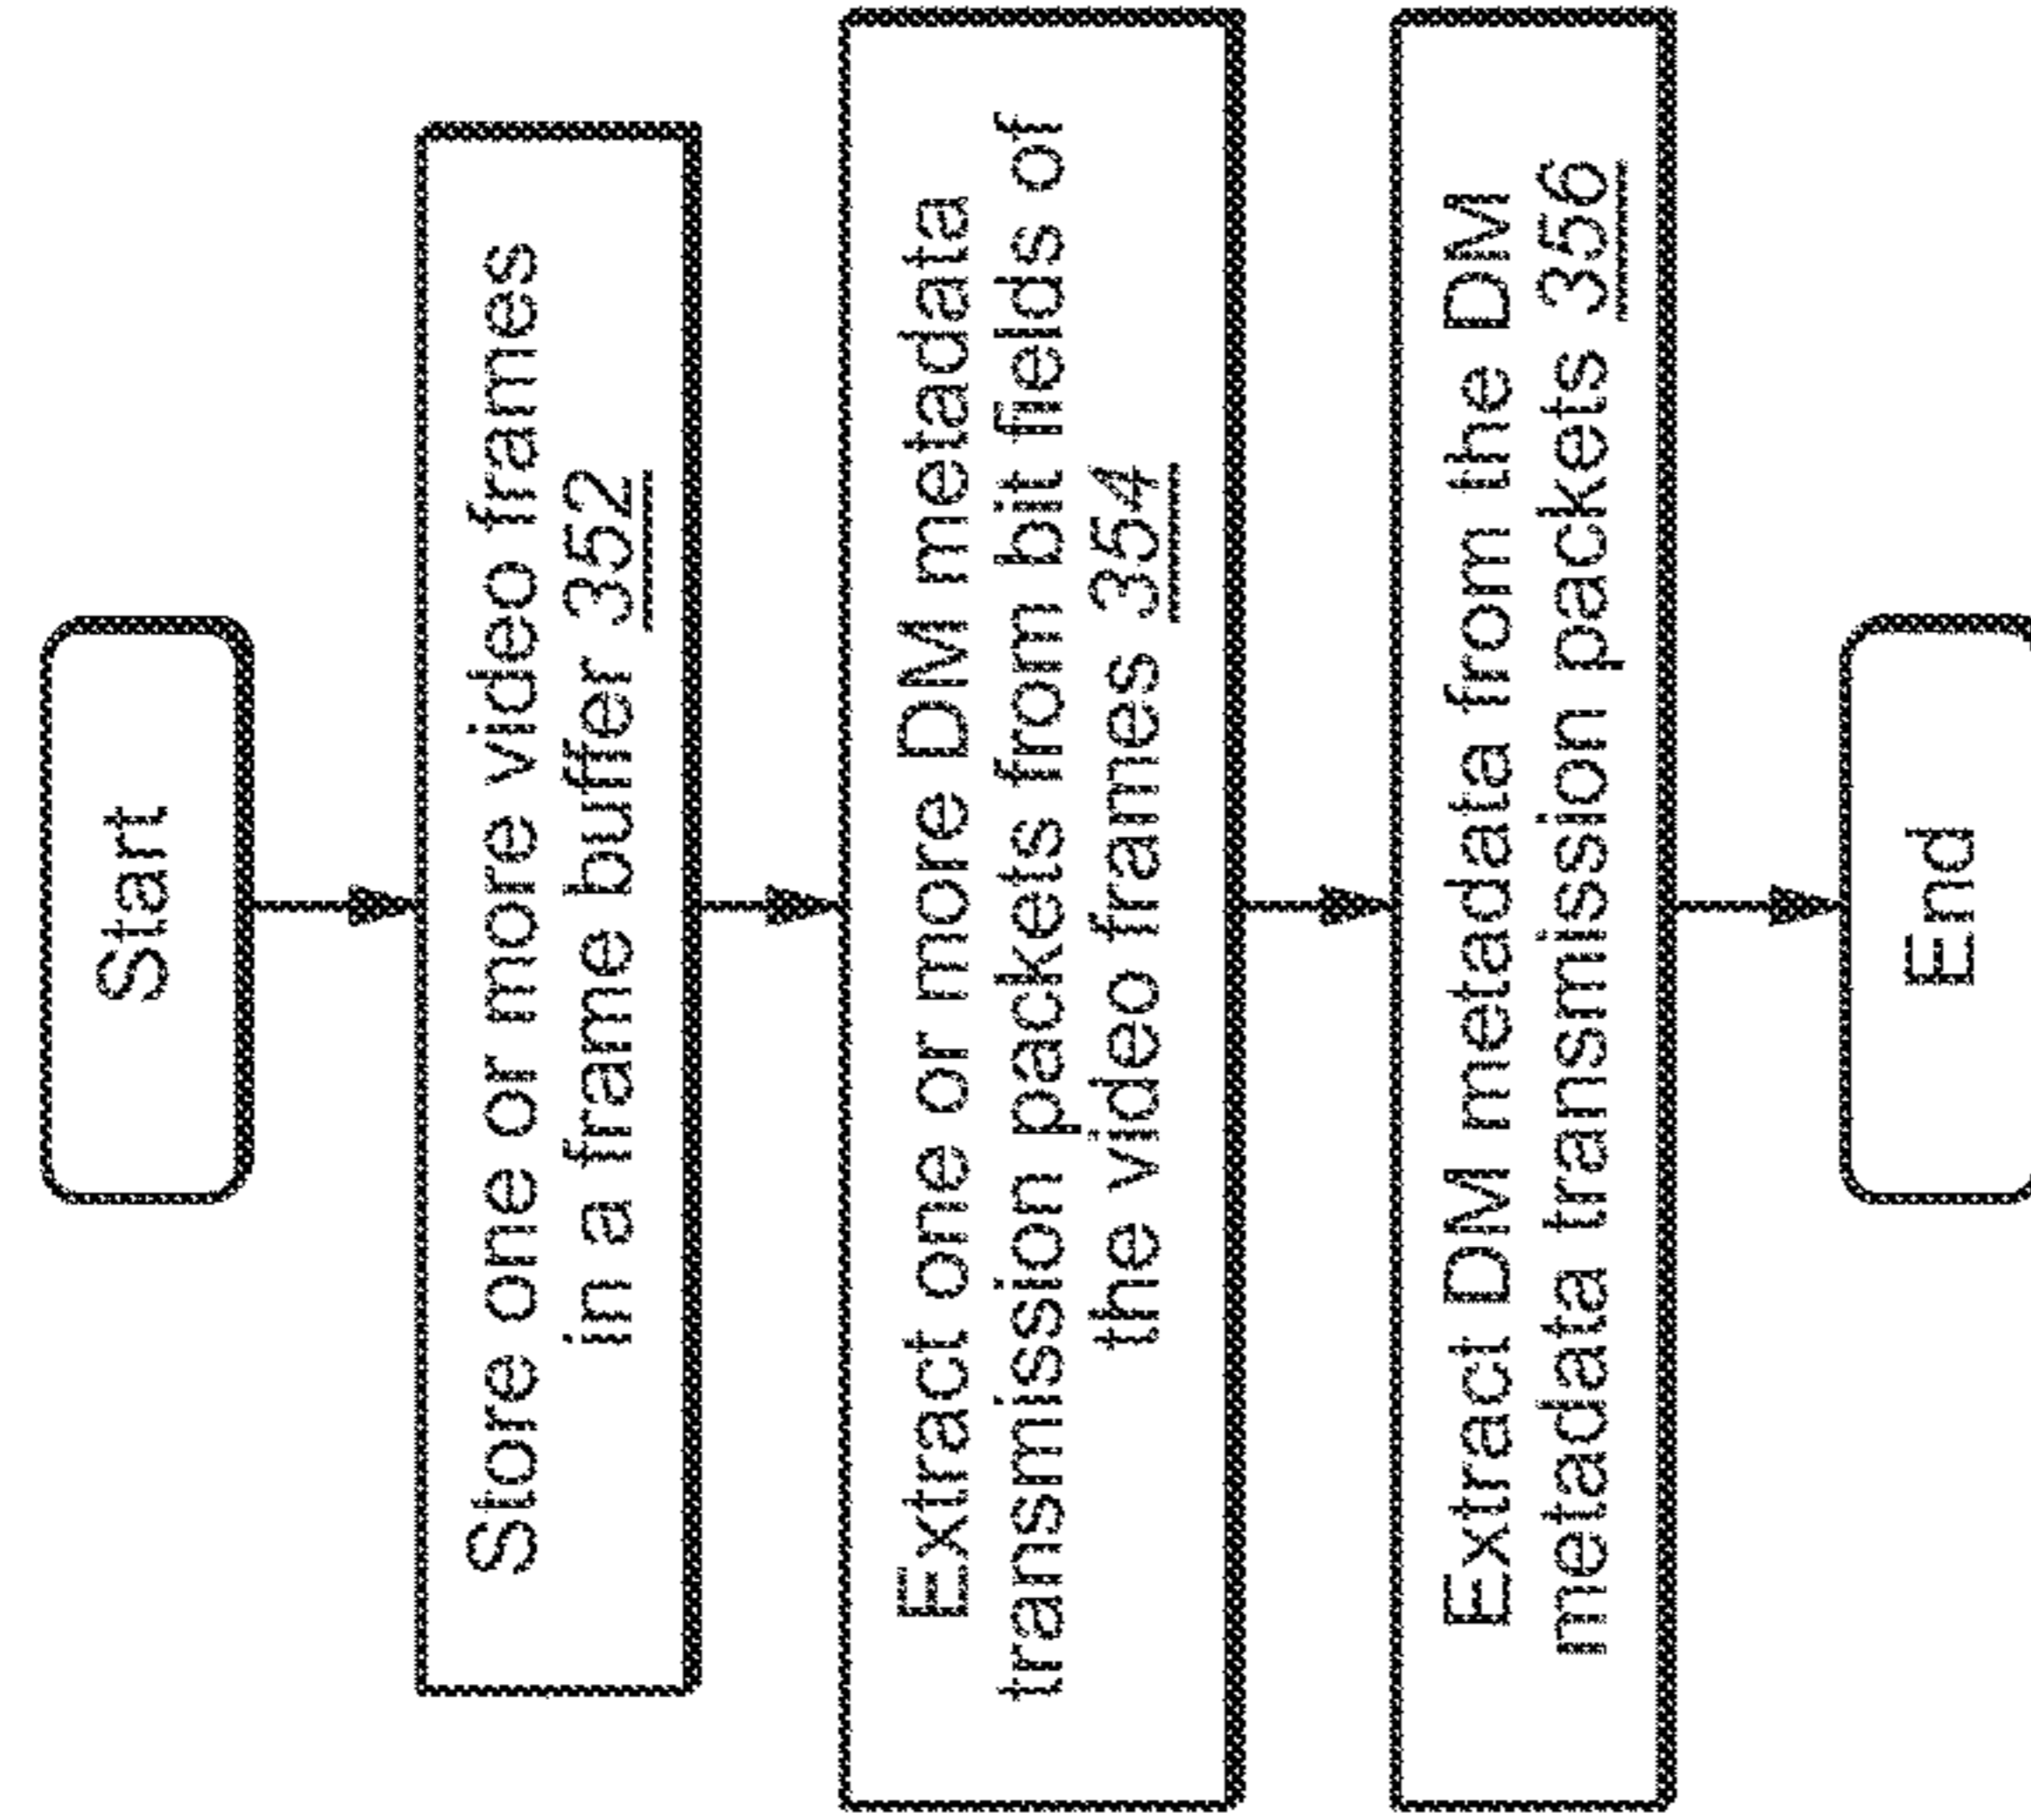 Start
Store one or more video frames
in a frame buffer 352
Extract one or more DM metadata
transmission packets from bit fields of
the video frames 354
Extract DM metadata from the DM
metadata transmission packets 356
End